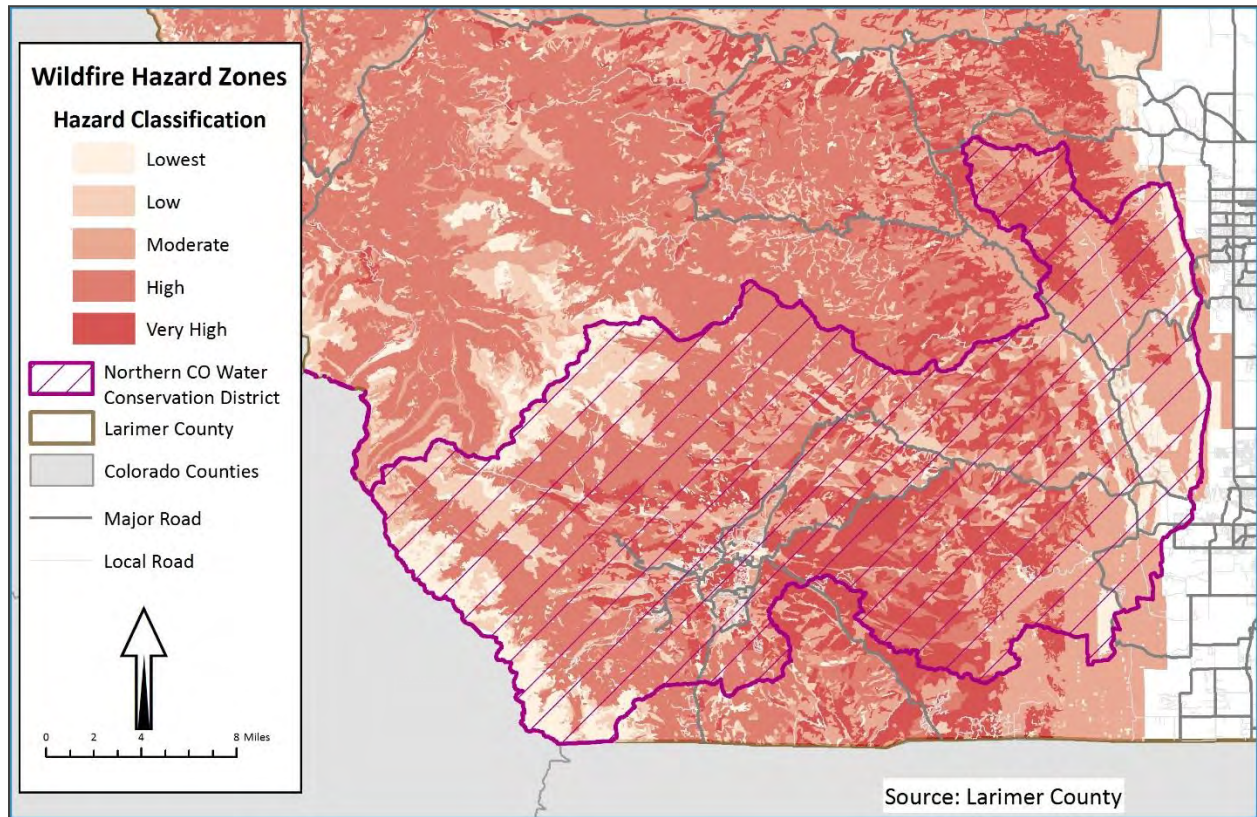 Wildfire Hazard Zones
Hazard Classification
Lowest
Low
Moderate
High
Very High
Northern CO Water
Conservation District
Larimer County
Colorado Counties
Major Road
Local Road
0 2 4 8 Miles
Source: Larimer County